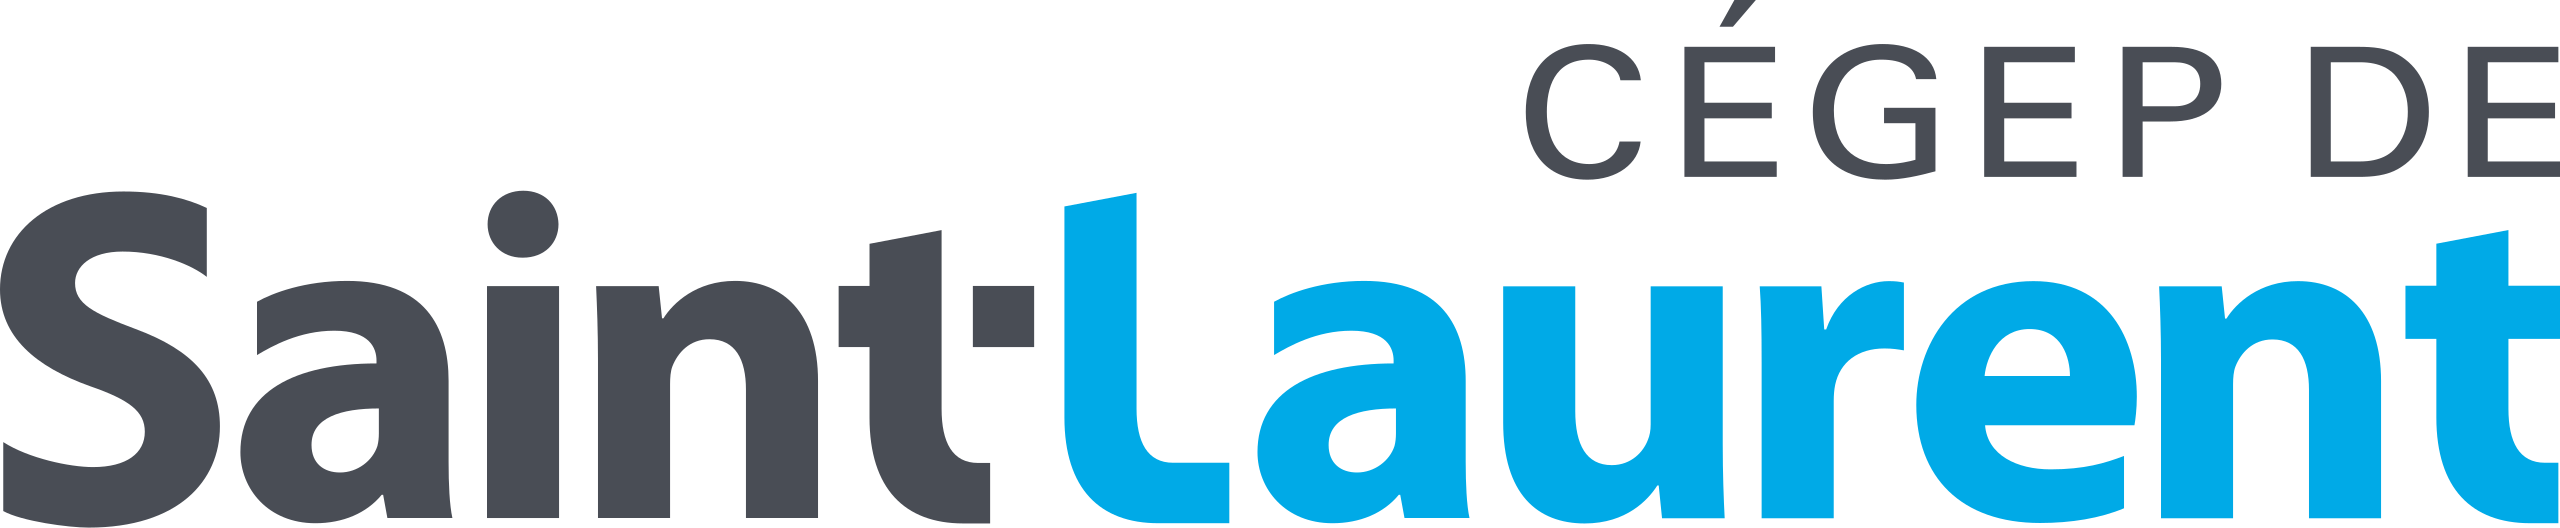 CÉGEP DE
Saint-Laurent